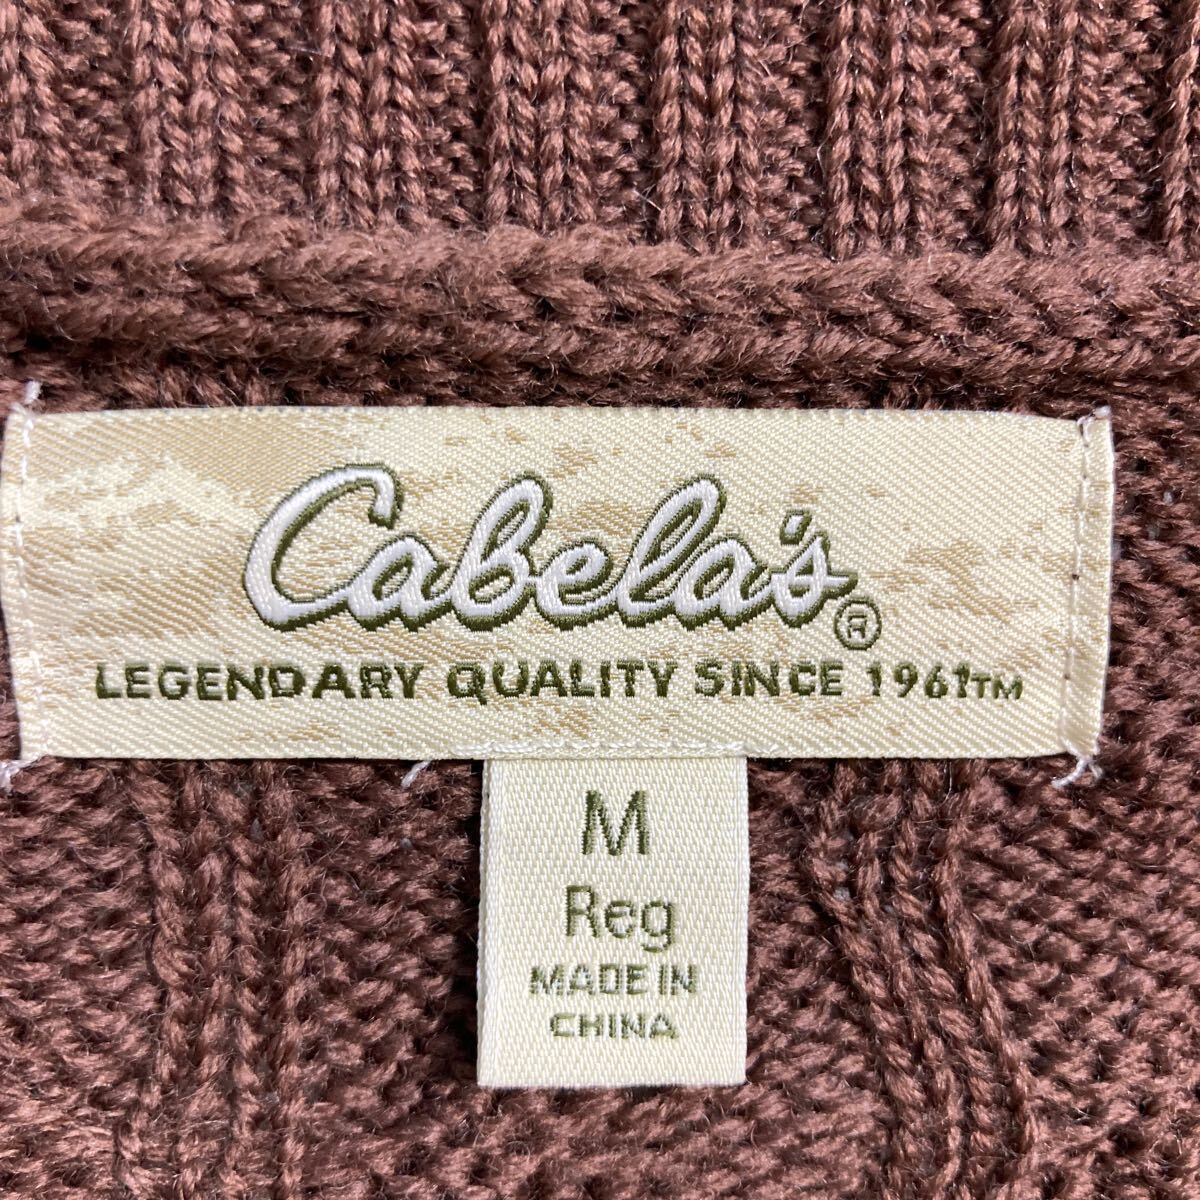 Cabela's®
LEGENDARY QUALITY SINCE 1961™
M
Reg
MADE IN
CHINA